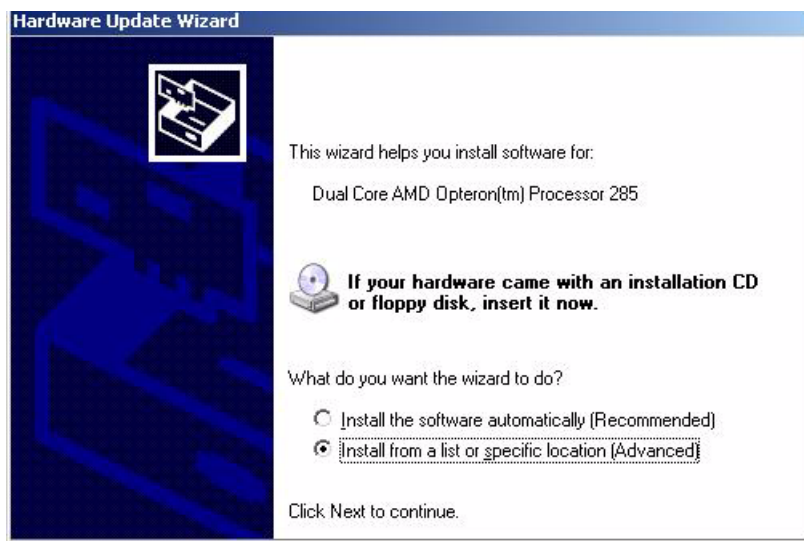 Hardware Update Wizard
This wizard helps you install software for:
Dual Core AMD Opteron(tm) Processor 285
If your hardware came with an installation CD
or floppy disk, insert it now.
What do you want the wizard to do?
Install the software automatically (Recommended)
Install from a list or specific location (Advanced)
Click Next to continue.